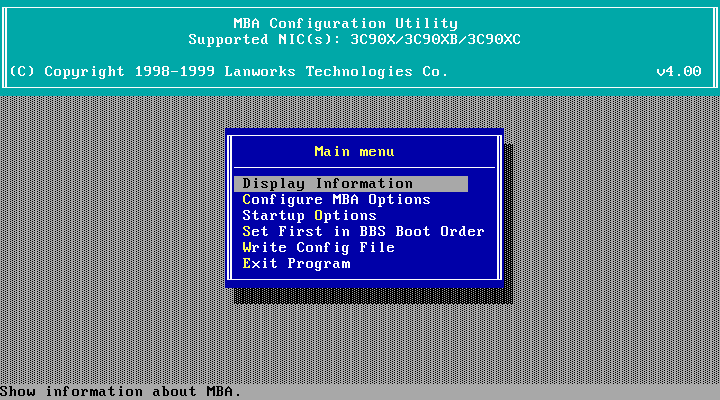 MBA Configuration Utility
Supported NIC(s): 3C90X/3C90XB/3C90XC
(C) Copyright 1998-1999 Lanworks Technologies Co. v4.00
Main menu
Display Information
Configure MBA Options
Startup Options
Set First in BBS Boot Order
Write Config File
Exit Program
Show information about MBA.